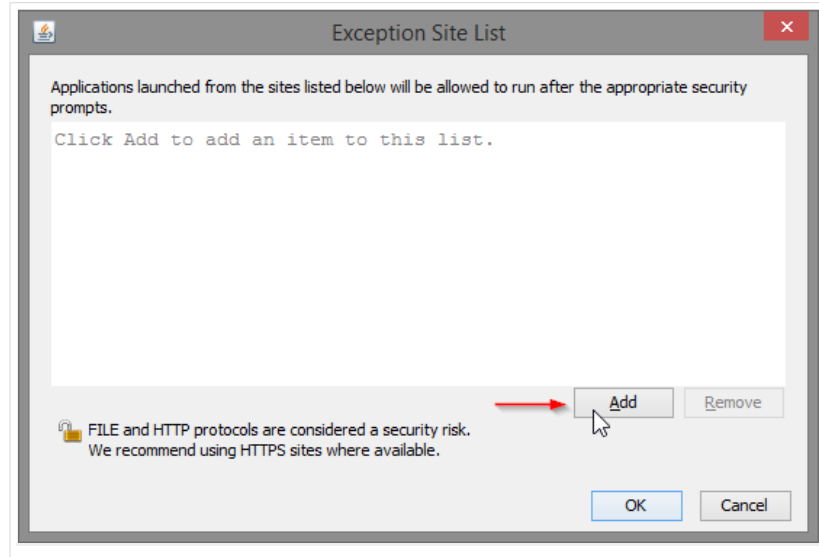 Exception Site List
Applications launched from the sites listed below will be allowed to run after the appropriate security
prompts.
Click Add to add an item to this list.
Add
Remove
FILE and HTTP protocols are considered a security risk.
We recommend using HTTPS sites where available.
OK
Cancel